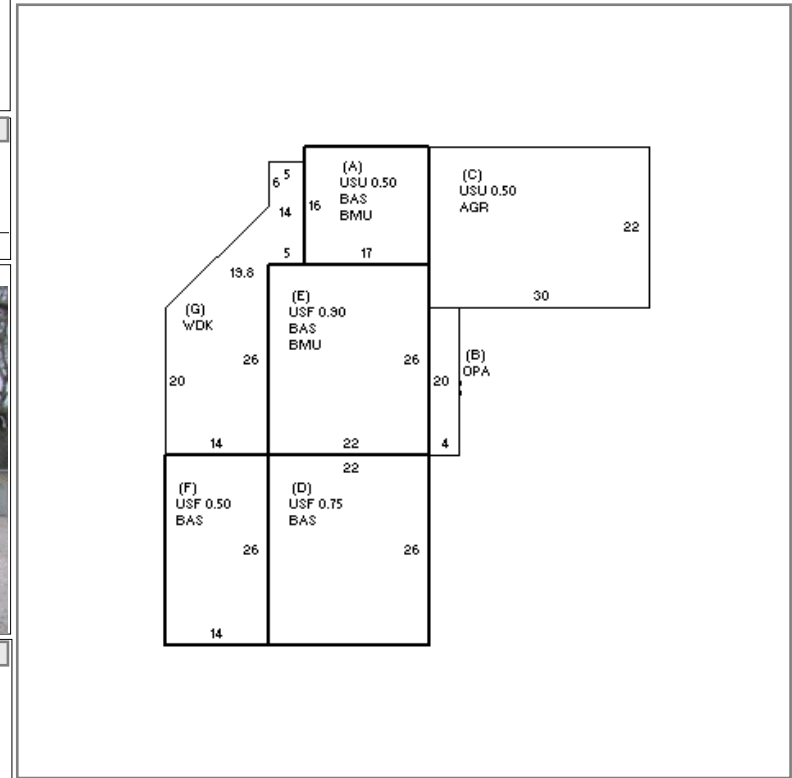 (A)
USU 0.50
BAS
BMU
5
6
14
16
5
17
(C)
USU 0.50
AGR
22
30
19.8
(G)
WDK
20
26
14
(E)
USF 0.90
BAS
BMU
26
22
(B)
OPA
20
4
22
(F)
USF 0.50
BAS
26
14
(D)
USF 0.75
BAS
26